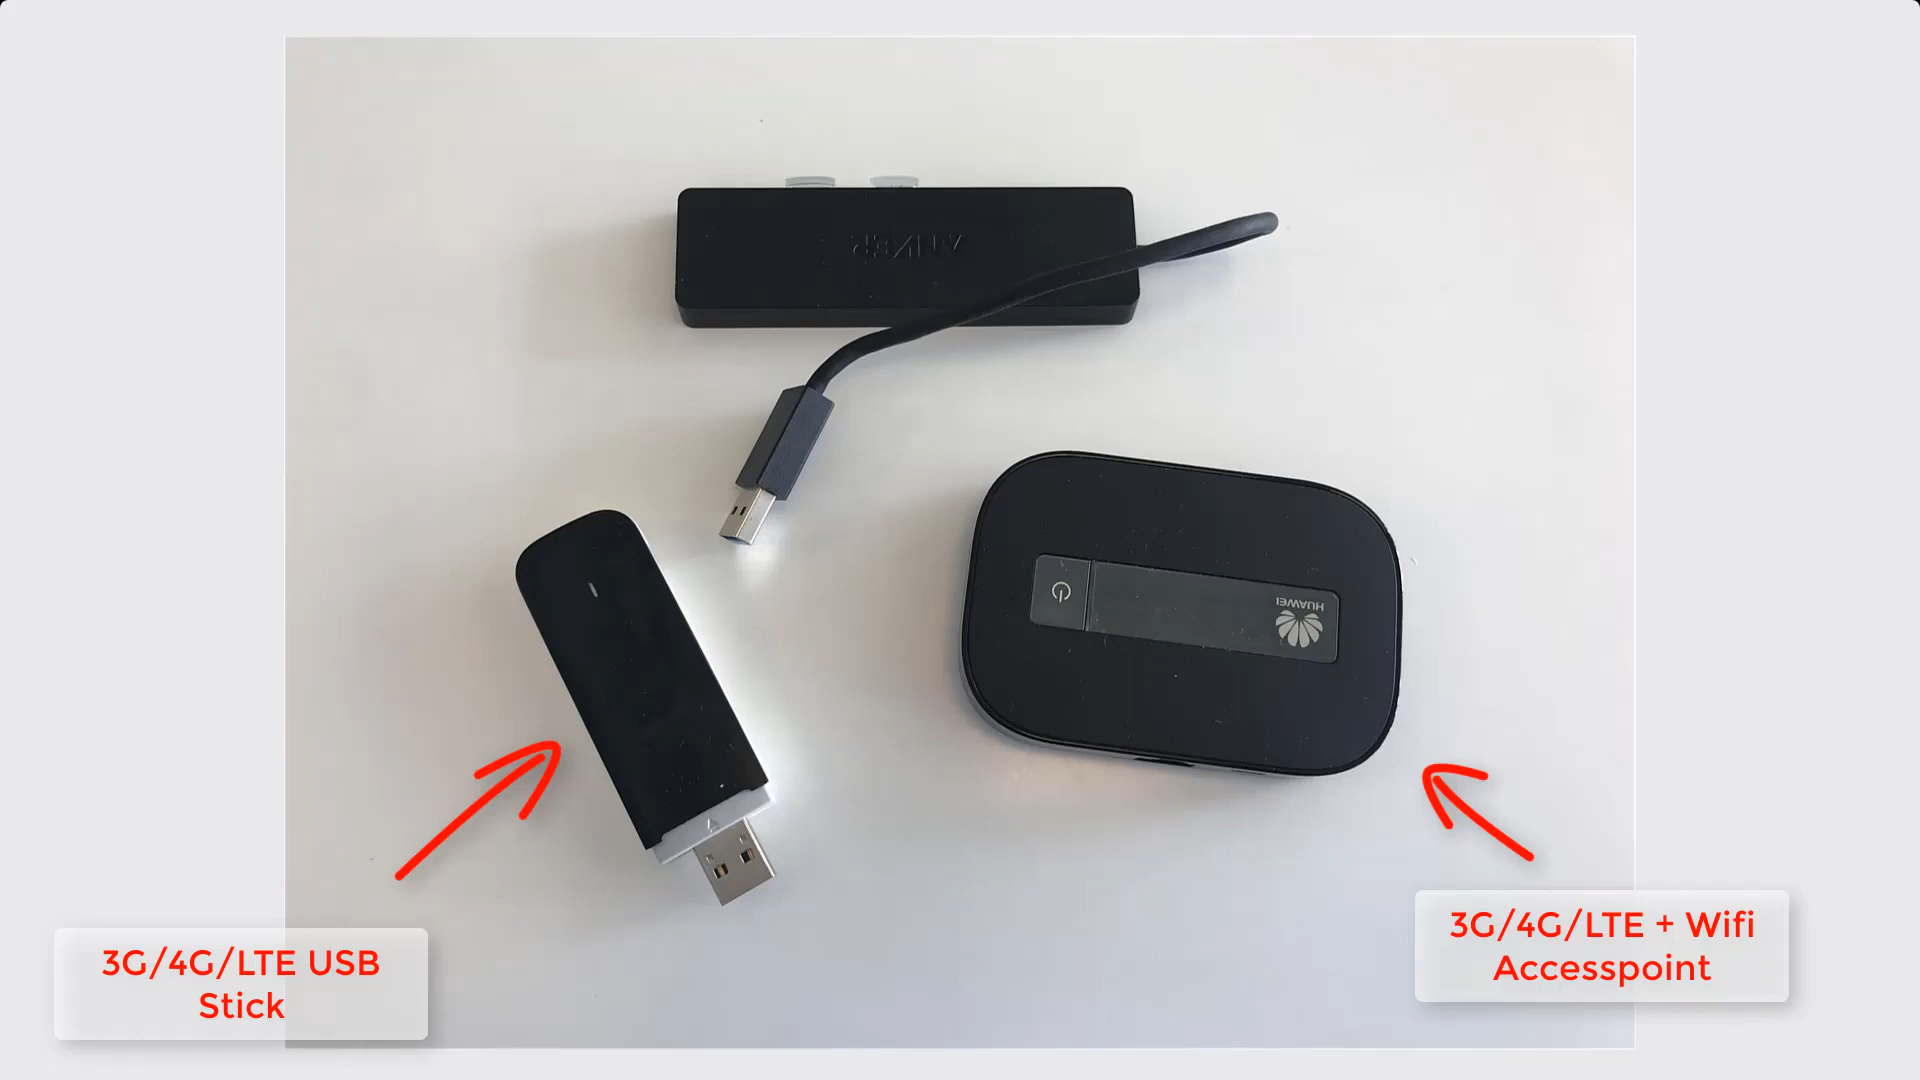 ANKER
HUAWEI
3G/4G/LTE USB
Stick
3G/4G/LTE + Wifi
Accesspoint